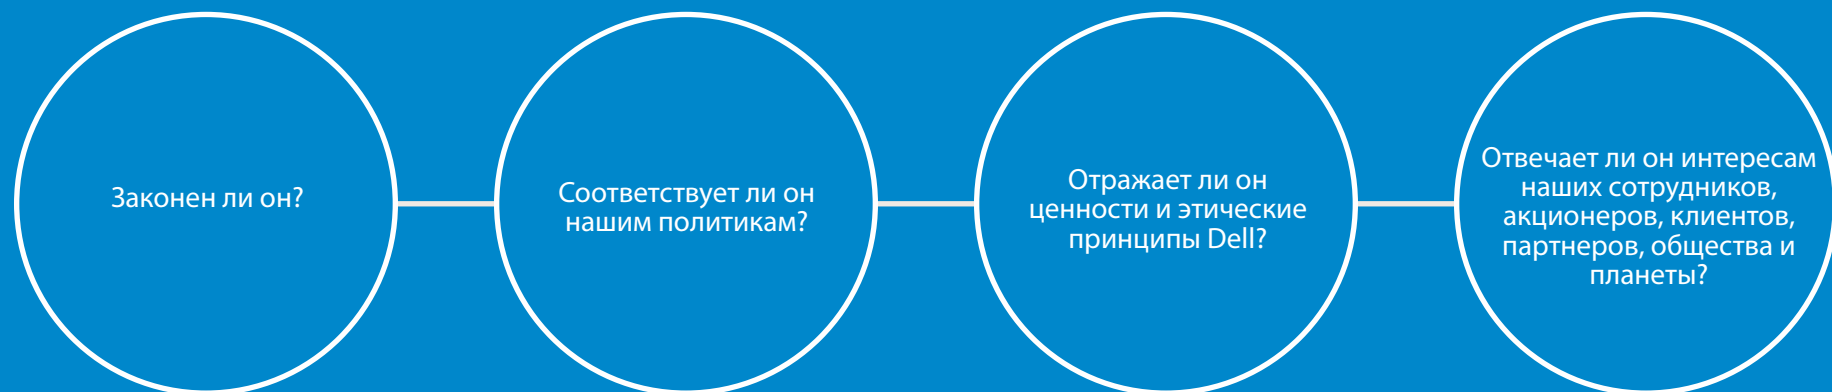 Законен ли он?
Соответствует ли он
нашим политикам?
Отражает ли он
ценности и этические
принципы Dell?
Отвечает ли он интересам
наших сотрудников,
акционеров, клиентов,
партнеров, общества и
планеты?